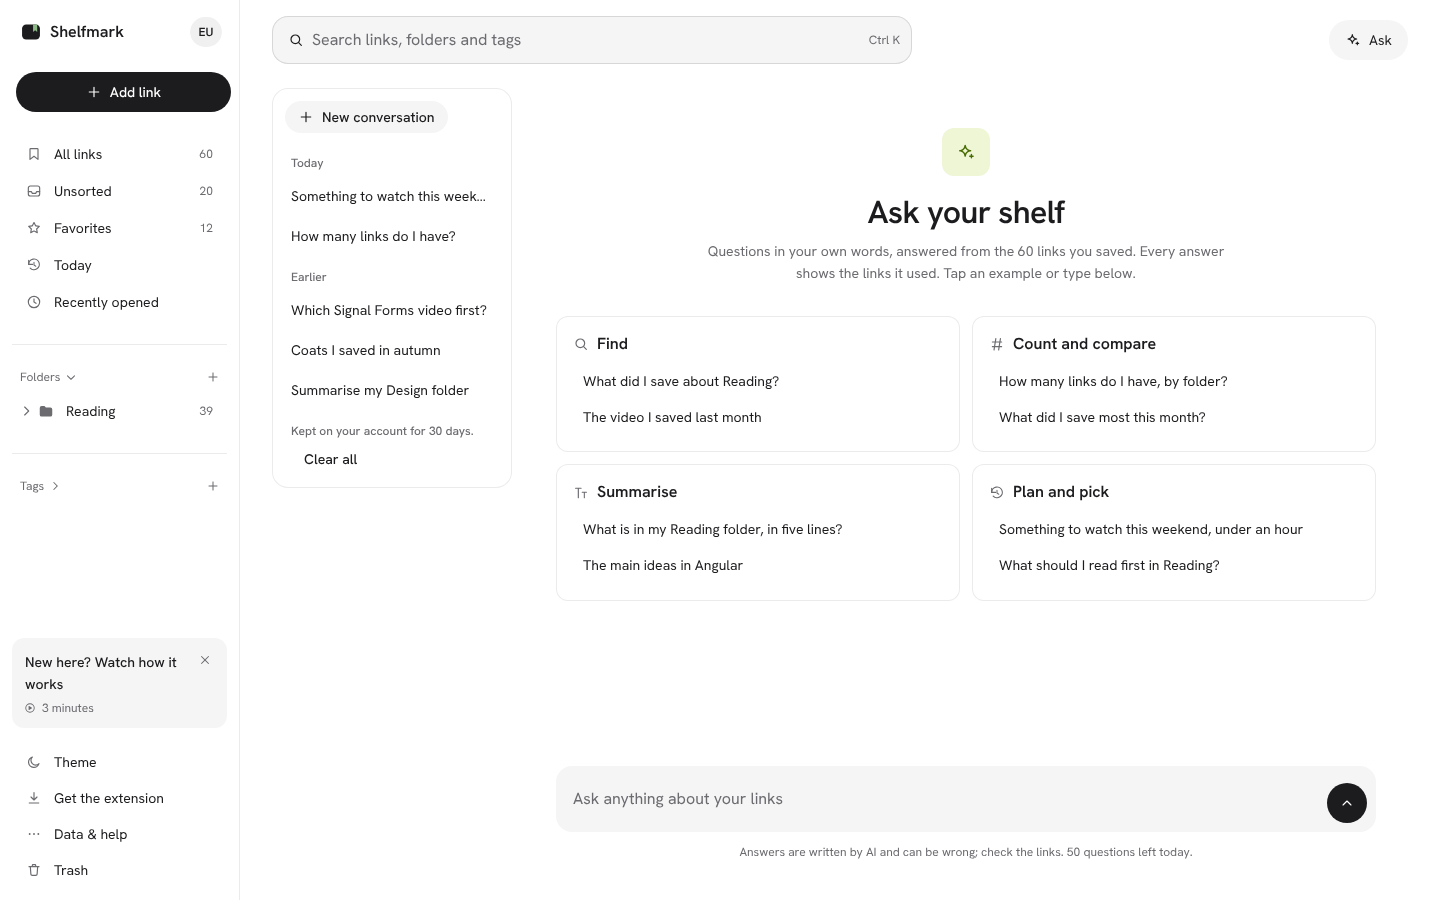 Shelfmark
EU
Add link
All links 60
Unsorted 20
Favorites 12
Today
Recently opened
Folders
Reading 39
Tags
New here? Watch how it
works
3 minutes
Theme
Get the extension
Data & help
Trash
Search links, folders and tags Ctrl K
Ask
New conversation
Today
Something to watch this week...
How many links do I have?
Earlier
Which Signal Forms video first?
Coats I saved in autumn
Summarise my Design folder
Kept on your account for 30 days.
Clear all
Ask your shelf
Questions in your own words, answered from the 60 links you saved. Every answer
shows the links it used. Tap an example or type below.
Find
What did I save about Reading?
The video I saved last month
Count and compare
How many links do I have, by folder?
What did I save most this month?
Summarise
What is in my Reading folder, in five lines?
The main ideas in Angular
Plan and pick
Something to watch this weekend, under an hour
What should I read first in Reading?
Ask anything about your links
Answers are written by AI and can be wrong; check the links. 50 questions left today.